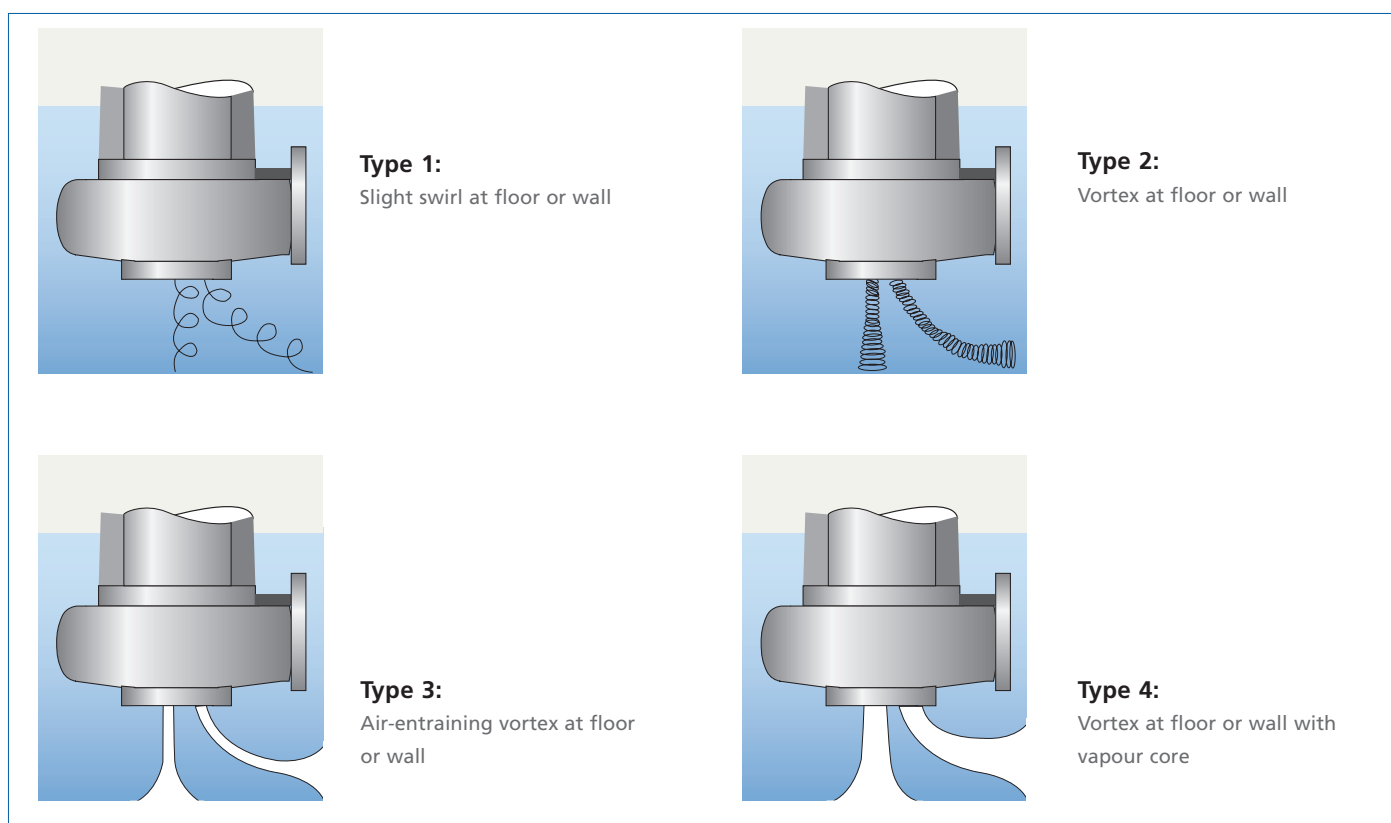 Type 1:
Slight swirl at floor or wall
Type 2:
Vortex at floor or wall
Type 3:
Air-entraining vortex at floor
or wall
Type 4:
Vortex at floor or wall with
vapour core